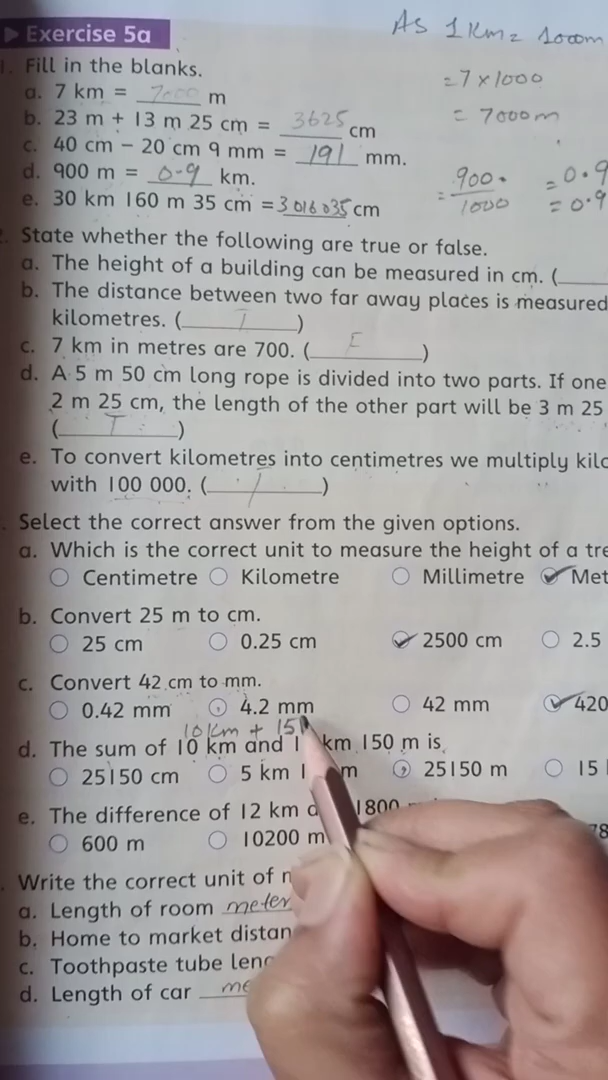 ▶ Exercise 5a
As 1 Km = 1000m
1. Fill in the blanks.
= 7 x 1000
a. 7 km = 7000 m
= 7000m
b. 23 m + 13 m 25 cm = 3625 cm
c. 40 cm − 20 cm 9 mm = 191 mm.
d. 900 m = 0.9 km.
= 900. = 0.9
1000 = 0.9
e. 30 km 160 m 35 cm = 3016035 cm
2. State whether the following are true or false.
a. The height of a building can be measured in cm. (
b. The distance between two far away places is measured
kilometres. ( T )
c. 7 km in metres are 700. ( F )
d. A 5 m 50 cm long rope is divided into two parts. If one
2 m 25 cm, the length of the other part will be 3 m 25
( T )
e. To convert kilometres into centimetres we multiply kilo
with 100 000. ( )
Select the correct answer from the given options.
a. Which is the correct unit to measure the height of a tre
Centimetre Kilometre Millimetre Met
b. Convert 25 m to cm.
25 cm 0.25 cm 2500 cm 2.5
c. Convert 42 cm to mm.
0.42 mm 4.2 mm 42 mm 420
10 Km + 15
d. The sum of 10 km and 1 km 150 m is
25150 cm 5 km 1 m 25150 m 15
e. The difference of 12 km 1800
600 m 10200 m 78
Write the correct unit of
a. Length of room meter
b. Home to market distan
c. Toothpaste tube len
d. Length of car me